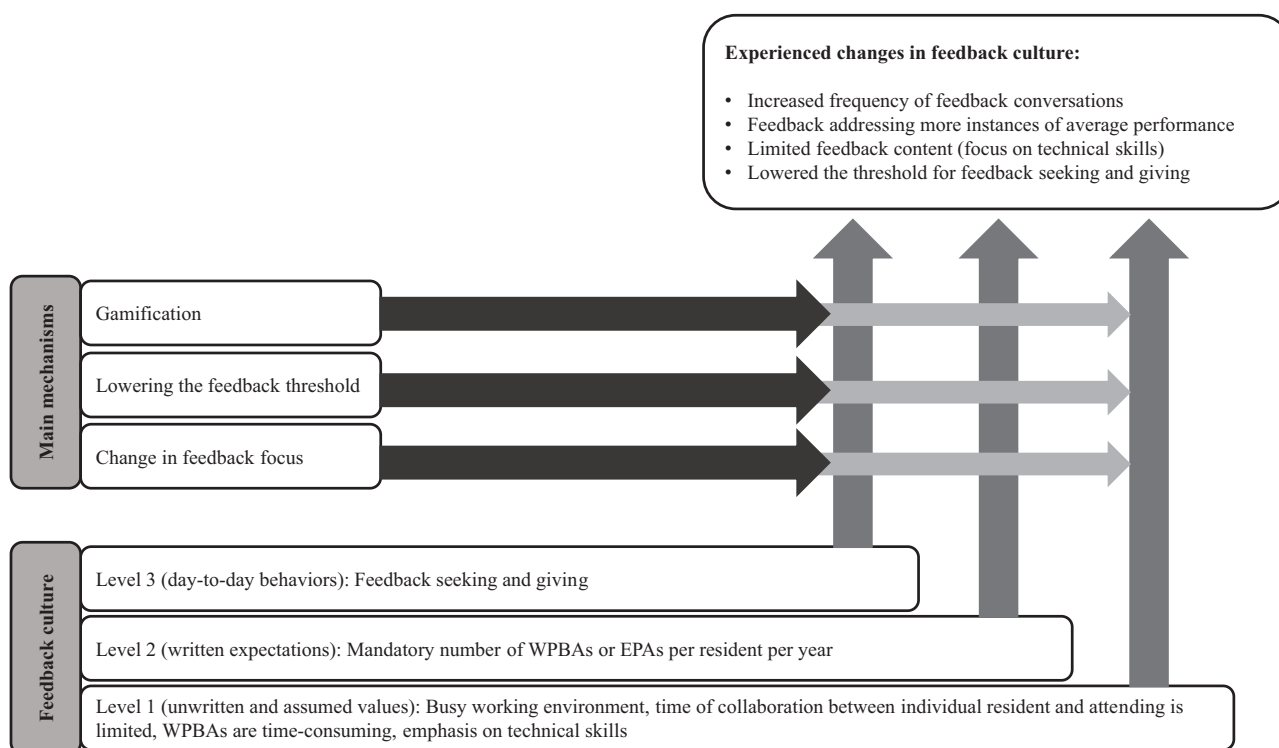 Experienced changes in feedback culture:
• Increased frequency of feedback conversations
• Feedback addressing more instances of average performance
• Limited feedback content (focus on technical skills)
• Lowered the threshold for feedback seeking and giving
Main mechanisms
Gamification
Lowering the feedback threshold
Change in feedback focus
Feedback culture
Level 3 (day-to-day behaviors): Feedback seeking and giving
Level 2 (written expectations): Mandatory number of WPBAs or EPAs per resident per year
Level 1 (unwritten and assumed values): Busy working environment, time of collaboration between individual resident and attending is
limited, WPBAs are time-consuming, emphasis on technical skills